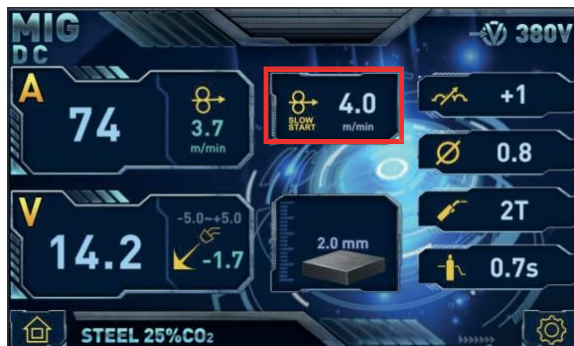 MIG
DC
380V
A
74
3.7
m/min
SLOW
START
4.0
m/min
+1
0.8
2T
0.7s
V
14.2
-5.0~+5.0
-1.7
2.0 mm
STEEL 25%CO₂